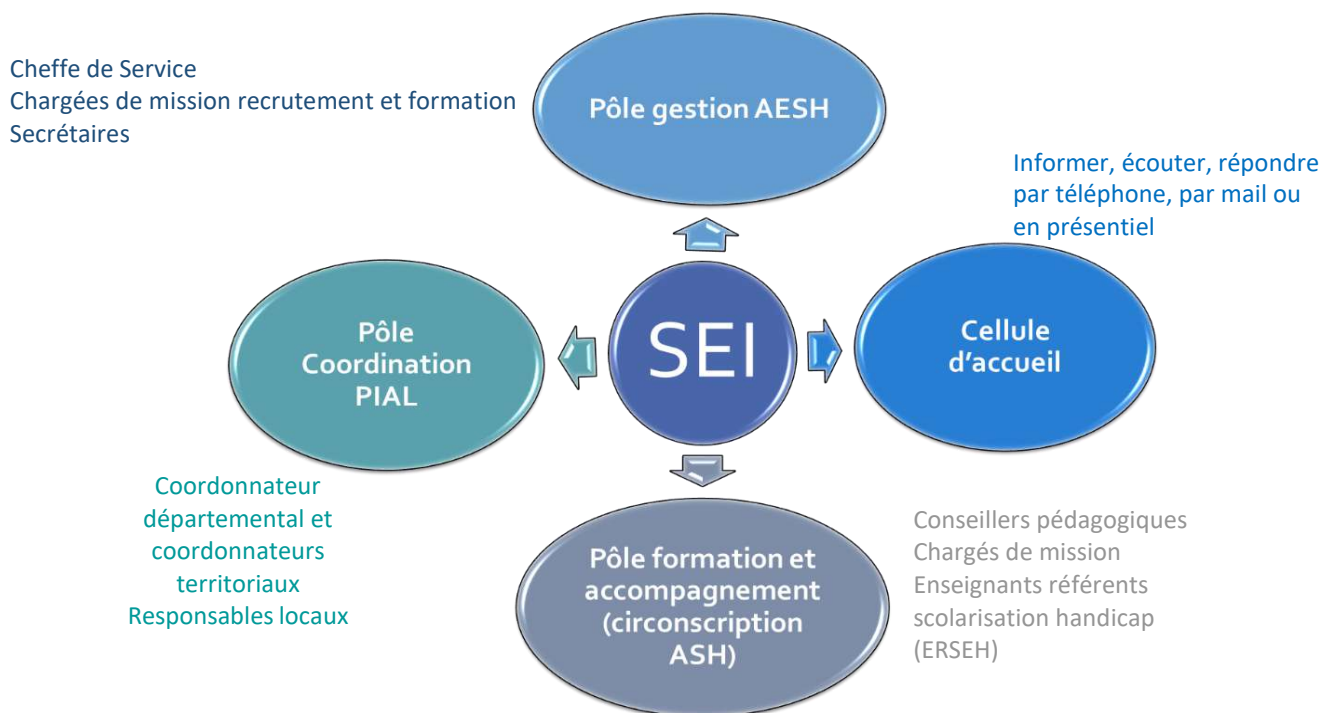 Cheffe de Service
Chargées de mission recrutement et formation
Secrétaires
Pôle gestion AESH
Informer, écouter, répondre
par téléphone, par mail ou
en présentiel
Pôle
Coordination
PIAL
SEI
Cellule
d'accueil
Coordonnateur
départemental et
coordonnateurs
territoriaux
Responsables locaux
Pôle formation et
accompagnement
(circonscription
ASH)
Conseillers pédagogiques
Chargés de mission
Enseignants référents
scolarisation handicap
(ERSEH)